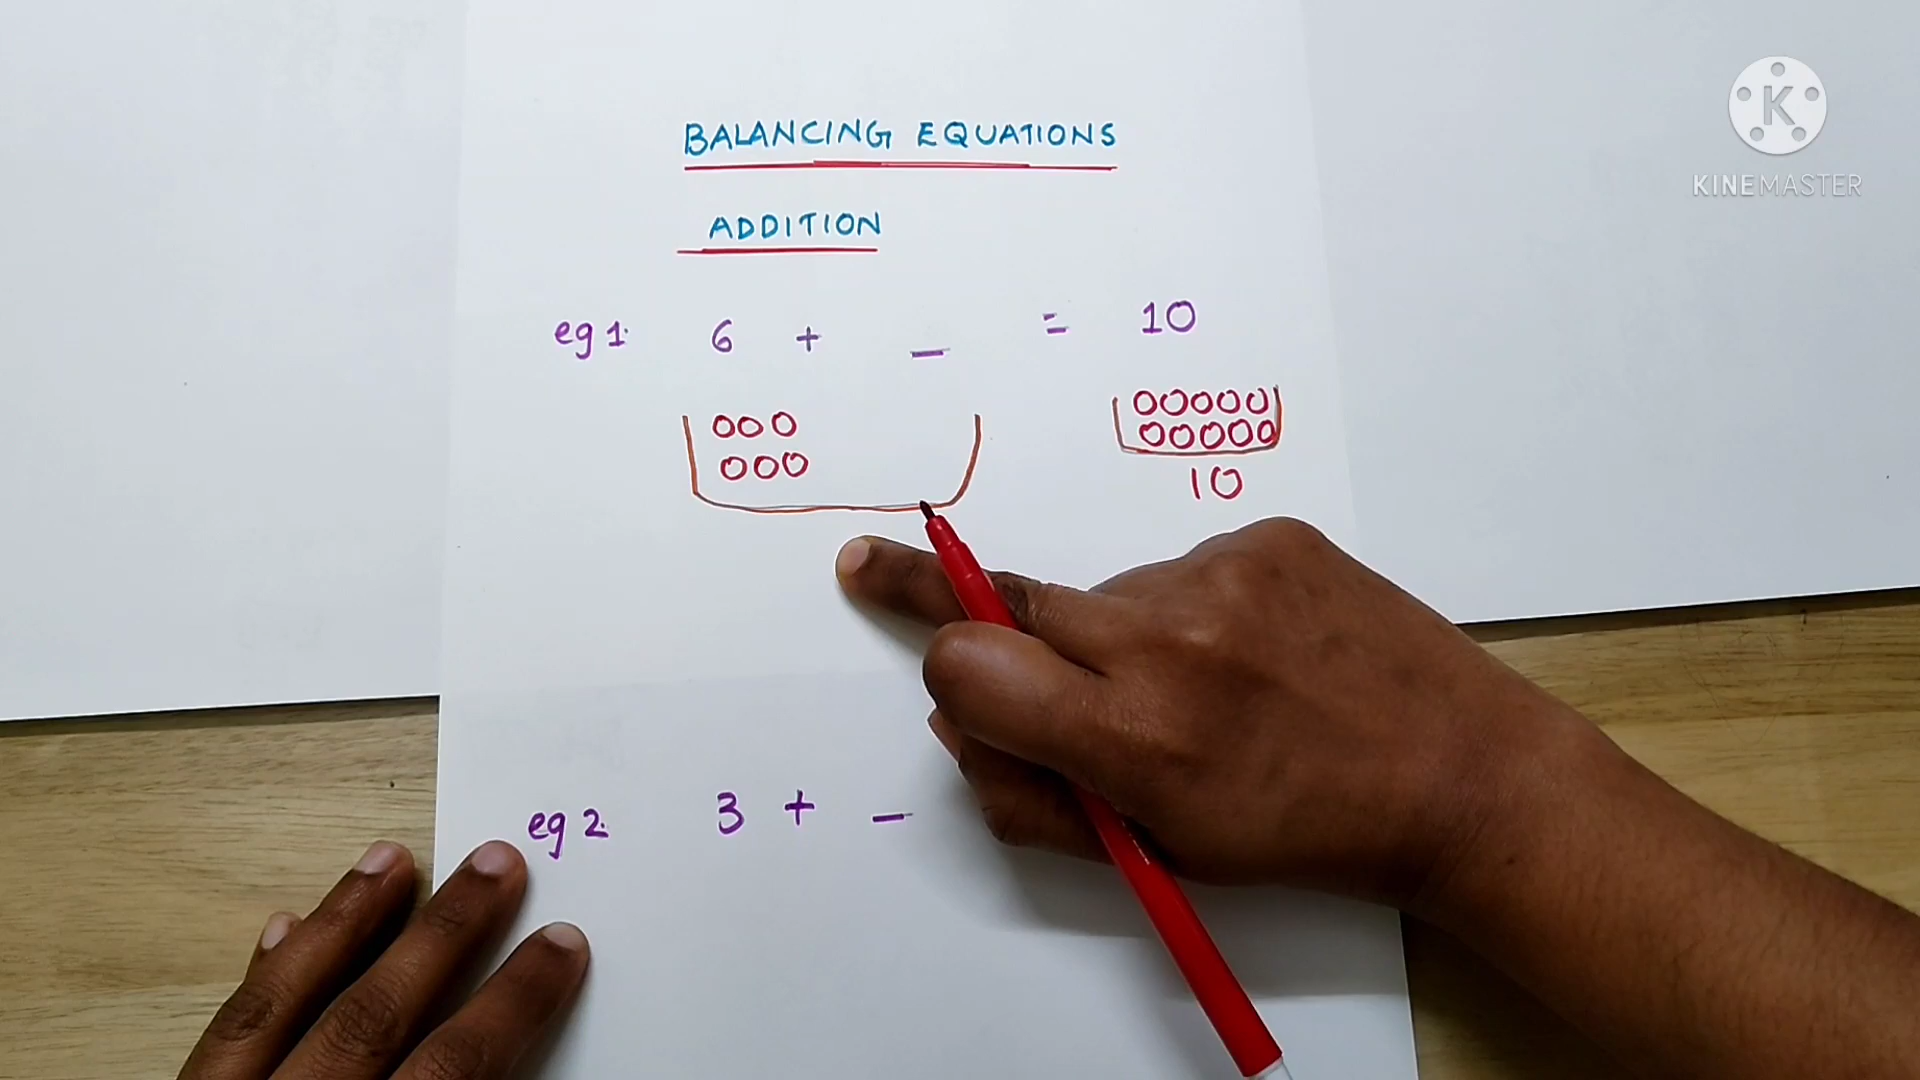 BALANCING EQUATIONS
ADDITION
eg 1. 6 + _ = 10
10
eg 2. 3 + _
K
KINEMASTER